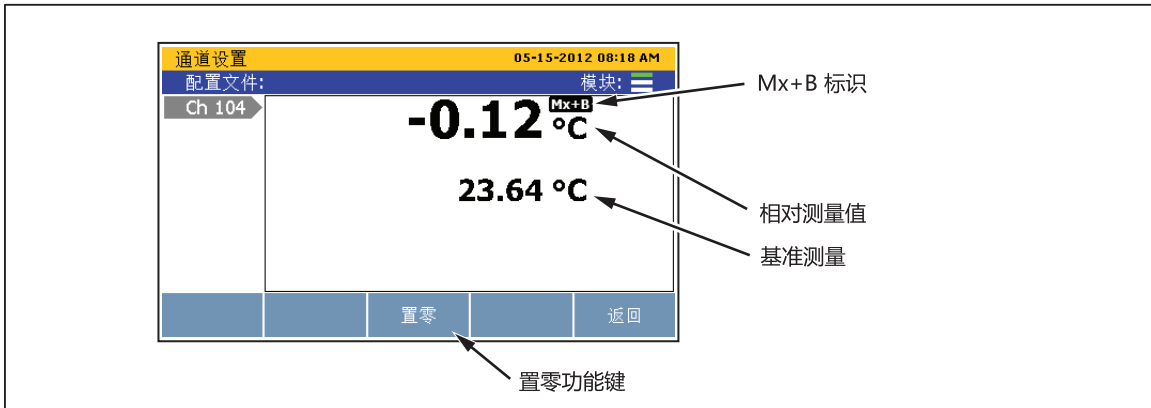 通道设置 05-15-2012 08:18 AM
配置文件: 模块:
Ch 104
Mx+B
-0.12 °C
23.64 °C
置零 返回
Mx+B 标识
相对测量值
基准测量
置零功能键